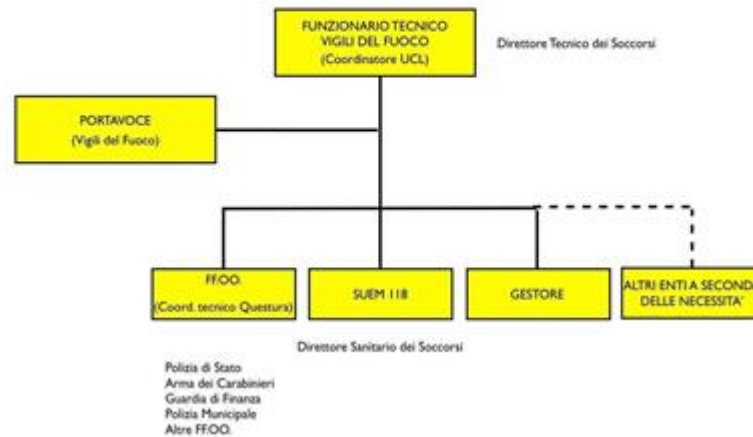 FUNZIONARIO TECNICO
VIGILI DEL FUOCO
(Coordinatore UCL)
Direttore Tecnico dei Soccorsi
PORTAVOCE
(Vigili del Fuoco)
FF.OO.
(Coord. tecnico Questura)
SUEM 118
GESTORE
ALTRI ENTI A SECONDA
DELLE NECESSITA'
Direttore Sanitario dei Soccorsi
Polizia di Stato
Arma dei Carabinieri
Guardia di Finanza
Polizia Municipale
Altre FF.OO.